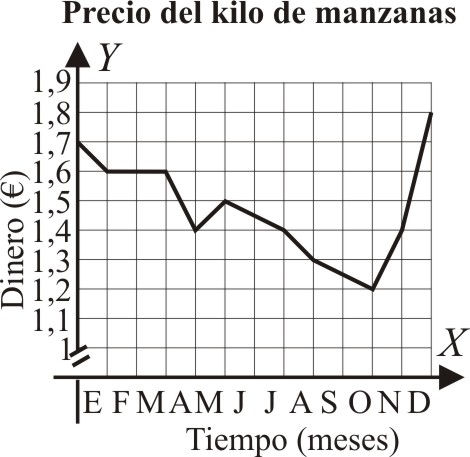 Precio del kilo de manzanas
Y
1,9
1,8
1,7
1,6
1,5
1,4
1,3
1,2
1,1
1
Dinero (€)
X
E F M A M J J A S O N D
Tiempo (meses)